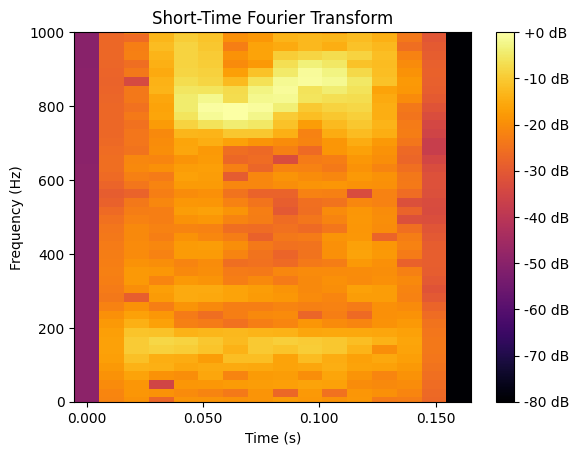 Short-Time Fourier Transform
1000
800
600
400
200
0
Frequency (Hz)
0.000
0.050
0.100
0.150
Time (s)
+0 dB
-10 dB
-20 dB
-30 dB
-40 dB
-50 dB
-60 dB
-70 dB
-80 dB